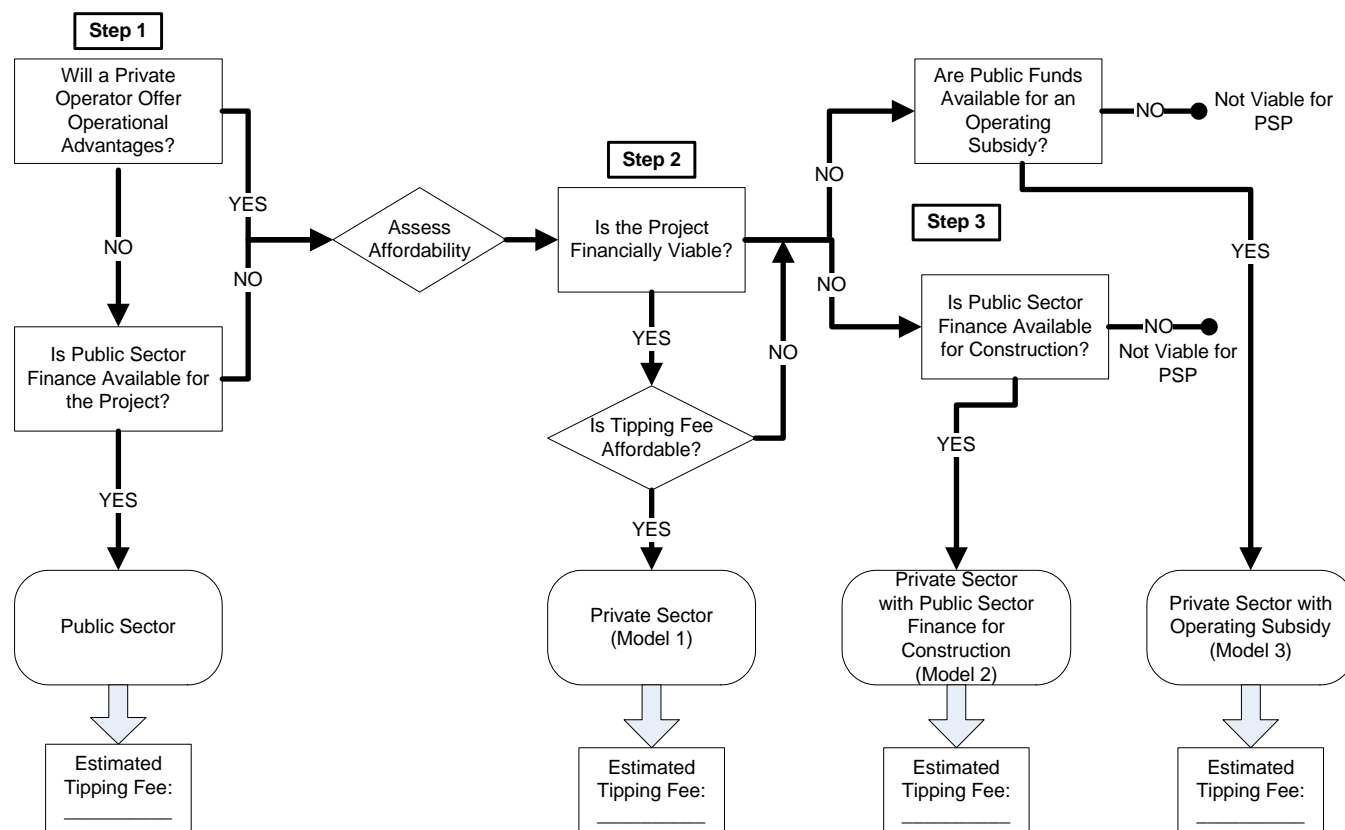 Step 1
Will a Private
Operator Offer
Operational
Advantages?
YES
NO
Is Public Sector
Finance Available for
the Project?
NO
YES
Public Sector
Estimated
Tipping Fee:
___________
Assess
Affordability
Step 2
Is the Project
Financially Viable?
YES
Is Tipping Fee
Affordable?
NO
YES
Private Sector
(Model 1)
Estimated
Tipping Fee:
___________
NO
Are Public Funds
Available for an
Operating
Subsidy?
NO
Not Viable for
PSP
YES
Step 3
NO
Is Public Sector
Finance Available
for Construction?
NO
Not Viable for
PSP
YES
Private Sector
with Public Sector
Finance for
Construction
(Model 2)
Estimated
Tipping Fee:
___________
Private Sector with
Operating Subsidy
(Model 3)
Estimated
Tipping Fee:
___________